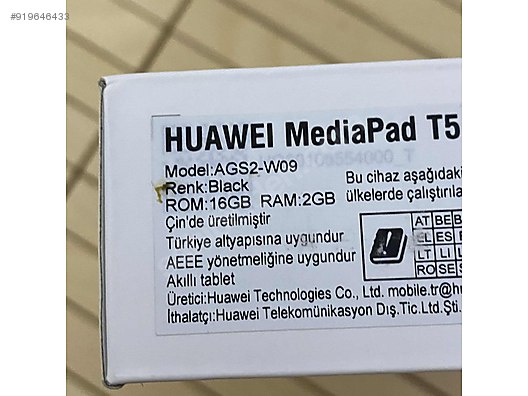 #919646433
HUAWEI MediaPad T5
Model:AGS2-W09
Renk:Black
ROM:16GB RAM:2GB
Bu cihaz aşağıdaki
ülkelerde çalıştırıla
Çin'de üretilmiştir
Türkiye altyapısına uygundur
AEEE yönetmeliğine uygundur
Akıllı tablet
AT BE B
EL ES
LT LI L
RO SE S
Üretici:Huawei Technologies Co., Ltd. mobile.tr@hu
İthalatçı:Huawei Telekomünikasyon Dış.Tic.Ltd.Şti.